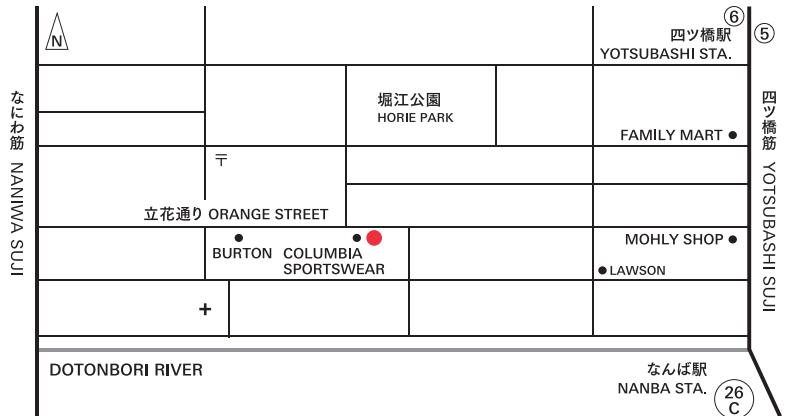 N
⑥
⑤
四ツ橋駅
YOTSUBASHI STA.
堀江公園
HORIE PARK
FAMILY MART
なにわ筋 NANIWA SUJI
四ツ橋筋 YOTSUBASHI SUJI
〒
立花通り ORANGE STREET
BURTON
COLUMBIA
SPORTSWEAR
MOHLY SHOP
LAWSON
DOTONBORI RIVER
なんば駅
NANBA STA.
26
C